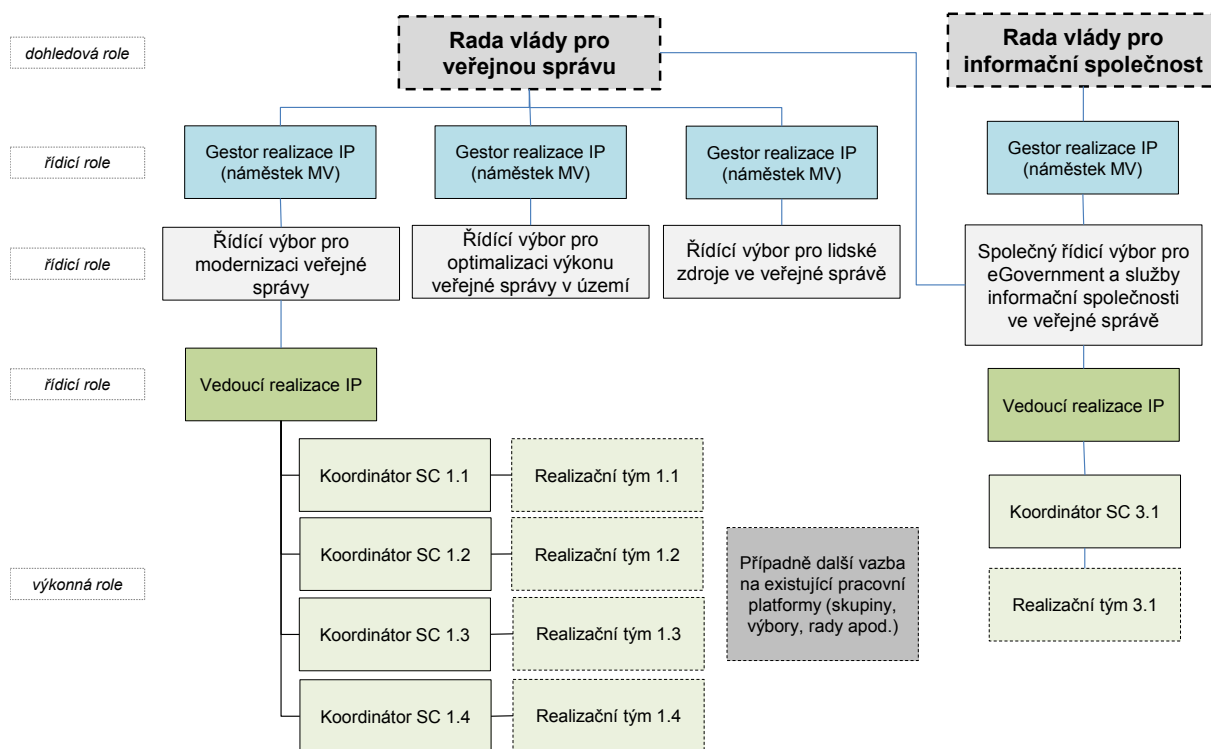 dohledová role
Rada vlády pro
veřejnou správu
Rada vlády pro
informační společnost
řídicí role
Gestor realizace IP
(náměstek MV)
Gestor realizace IP
(náměstek MV)
Gestor realizace IP
(náměstek MV)
Gestor realizace IP
(náměstek MV)
řídicí role
Řídící výbor pro
modernizaci veřejné
správy
Řídící výbor pro
optimalizaci výkonu
veřejné správy v území
Řídící výbor pro lidské
zdroje ve veřejné správě
Společný řídicí výbor pro
eGovernment a služby
informační společnosti
ve veřejné správě
řídicí role
Vedoucí realizace IP
Vedoucí realizace IP
výkonná role
Koordinátor SC 1.1
Realizační tým 1.1
Koordinátor SC 1.2
Realizační tým 1.2
Koordinátor SC 1.3
Realizační tým 1.3
Koordinátor SC 1.4
Realizační tým 1.4
Případně další vazba
na existující pracovní
platformy (skupiny,
výbory, rady apod.)
Koordinátor SC 3.1
Realizační tým 3.1